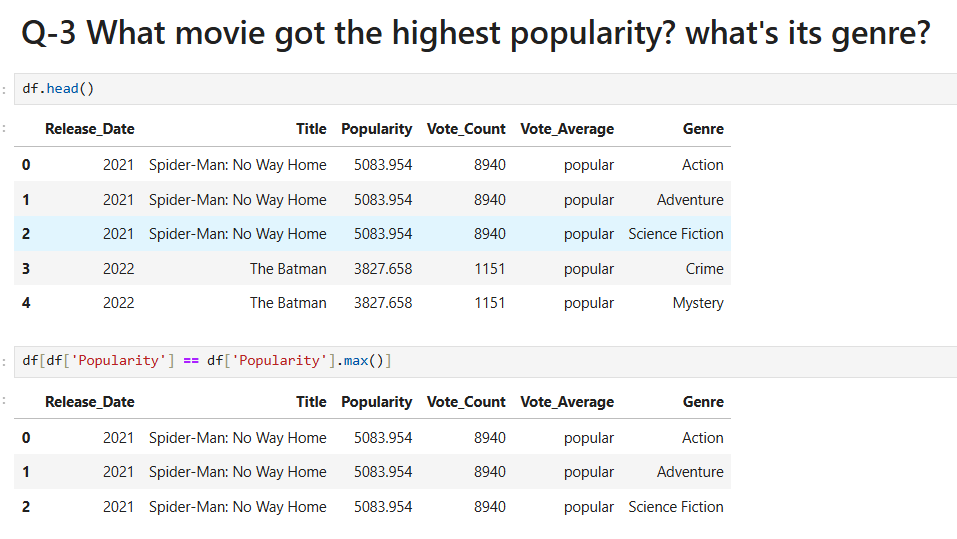 Q-3 What movie got the highest popularity? what's its genre?
: df.head()
: Release_Date Title Popularity Vote_Count Vote_Average Genre
0 2021 Spider-Man: No Way Home 5083.954 8940 popular Action
1 2021 Spider-Man: No Way Home 5083.954 8940 popular Adventure
2 2021 Spider-Man: No Way Home 5083.954 8940 popular Science Fiction
3 2022 The Batman 3827.658 1151 popular Crime
4 2022 The Batman 3827.658 1151 popular Mystery
: df[df['Popularity'] == df['Popularity'].max()]
: Release_Date Title Popularity Vote_Count Vote_Average Genre
0 2021 Spider-Man: No Way Home 5083.954 8940 popular Action
1 2021 Spider-Man: No Way Home 5083.954 8940 popular Adventure
2 2021 Spider-Man: No Way Home 5083.954 8940 popular Science Fiction